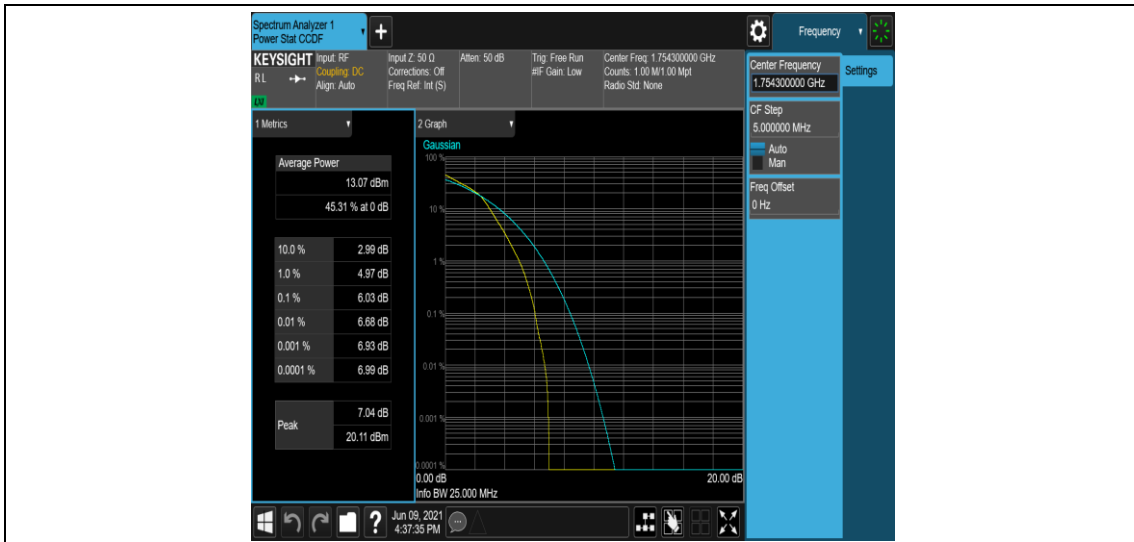 Spectrum Analyzer 1
Power Stat CCDF
Frequency
KEYSIGHT
RL
LXI
Input: RF
Coupling: DC
Align: Auto
Input Z: 50 Ω
Corrections: Off
Freq Ref: Int (S)
Atten: 50 dB
Trig: Free Run
#IF Gain: Low
Center Freq: 1.754300000 GHz
Counts: 1.00 M/1.00 Mpt
Radio Std: None
Center Frequency
1.754300000 GHz
Settings
CF Step
5.000000 MHz
Auto
Man
Freq Offset
0 Hz
1 Metrics
Average Power
13.07 dBm
45.31 % at 0 dB
10.0 % 2.99 dB
1.0 % 4.97 dB
0.1 % 6.03 dB
0.01 % 6.68 dB
0.001 % 6.93 dB
0.0001 % 6.99 dB
Peak
7.04 dB
20.11 dBm
2 Graph
Gaussian
100 %
10 %
1 %
0.1 %
0.01 %
0.001 %
0.0001 %
0.00 dB 20.00 dB
Info BW 25.000 MHz
Jun 09, 2021
4:37:35 PM